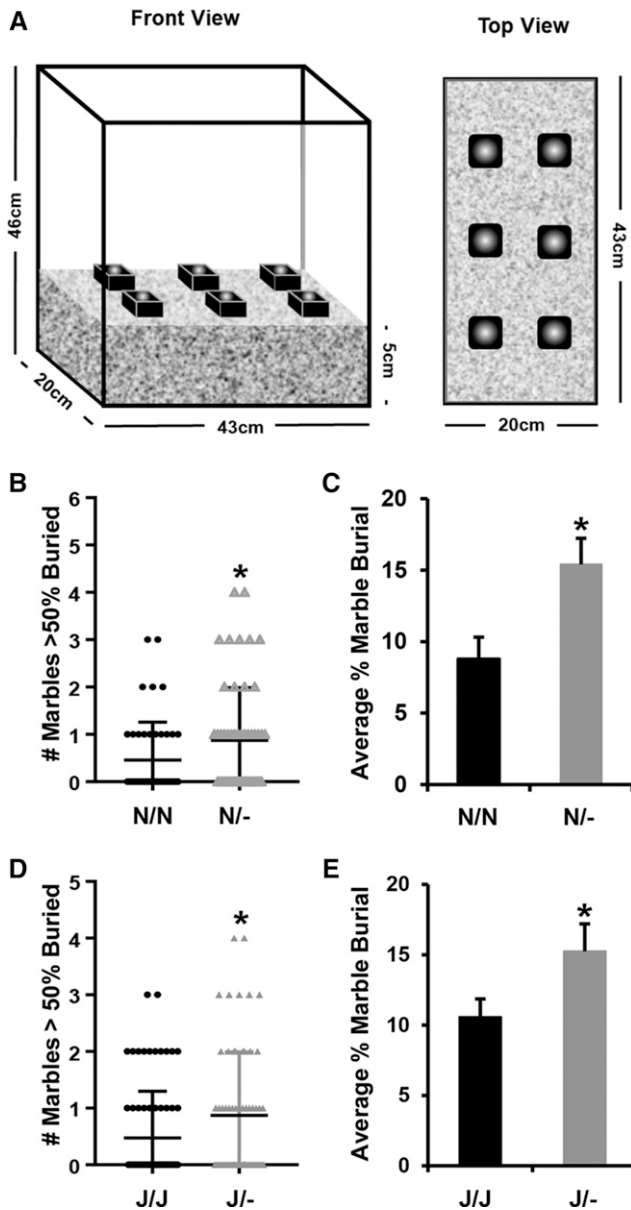 A
Front View
Top View
46cm
20cm
43cm
5cm
43cm
20cm
B
# Marbles >50% Buried
6
5
4
3
2
1
0
*
N/N N/-
C
Average % Marble Burial
20
15
10
5
0
*
N/N N/-
D
# Marbles > 50% Buried
5
4
3
2
1
0
*
J/J J/-
E
Average % Marble Burial
20
15
10
5
0
*
J/J J/-